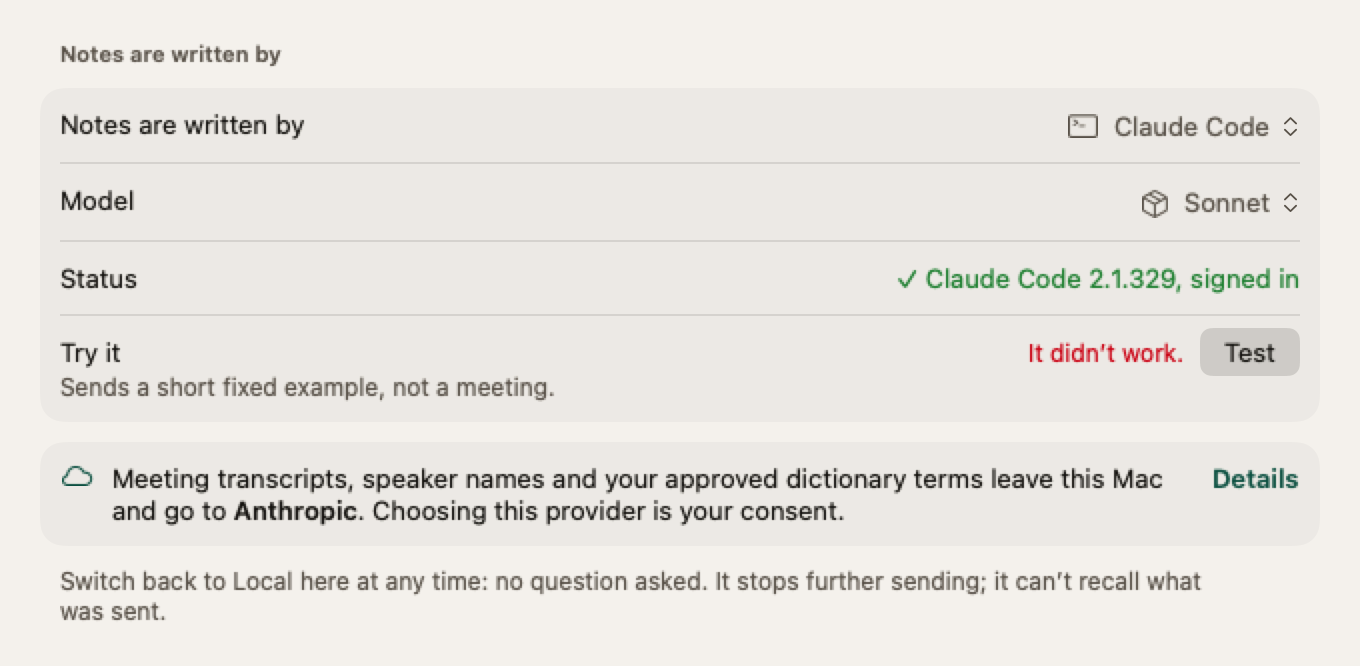 Notes are written by
Notes are written by
Claude Code
Model
Sonnet
Status
✓ Claude Code 2.1.329, signed in
Try it
It didn’t work.
Test
Sends a short fixed example, not a meeting.
Meeting transcripts, speaker names and your approved dictionary terms leave this Mac
Details
and go to Anthropic. Choosing this provider is your consent.
Switch back to Local here at any time: no question asked. It stops further sending; it can’t recall what
was sent.